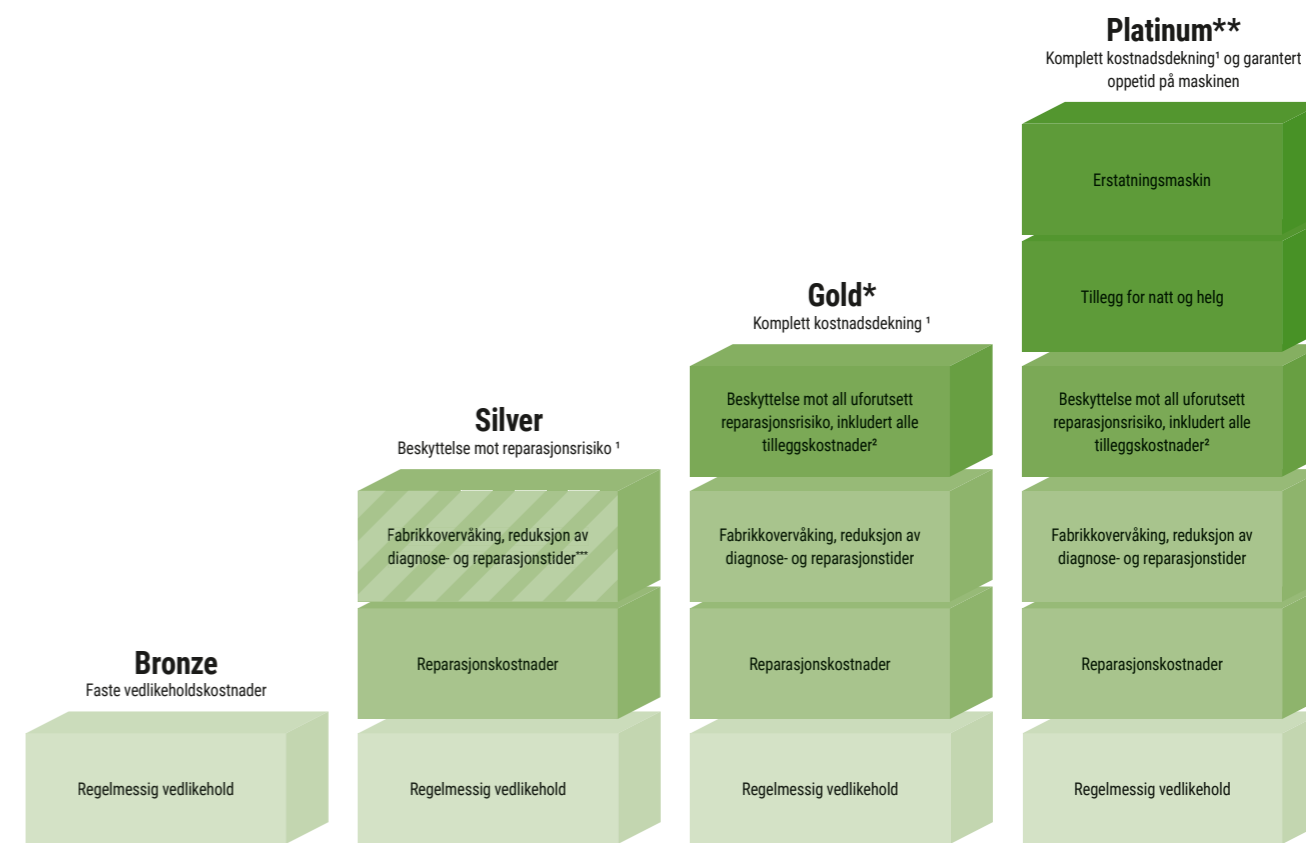 Platinum**
Komplett kostnadsdekning¹ og garantert
oppetid på maskinen
Erstatningsmaskin
Tillegg for natt og helg
Beskyttelse mot all uforutsett
reparasjonsrisiko, inkludert alle
tilleggskostnader²
Fabrikkovervåking, reduksjon av
diagnose- og reparasjonstider
Reparasjonskostnader
Regelmessig vedlikehold
Gold*
Komplett kostnadsdekning ¹
Beskyttelse mot all uforutsett
reparasjonsrisiko, inkludert alle
tilleggskostnader²
Fabrikkovervåking, reduksjon av
diagnose- og reparasjonstider
Reparasjonskostnader
Regelmessig vedlikehold
Silver
Beskyttelse mot reparasjonsrisiko ¹
Fabrikkovervåking, reduksjon av
diagnose- og reparasjonstider***
Reparasjonskostnader
Regelmessig vedlikehold
Bronze
Faste vedlikeholdskostnader
Regelmessig vedlikehold